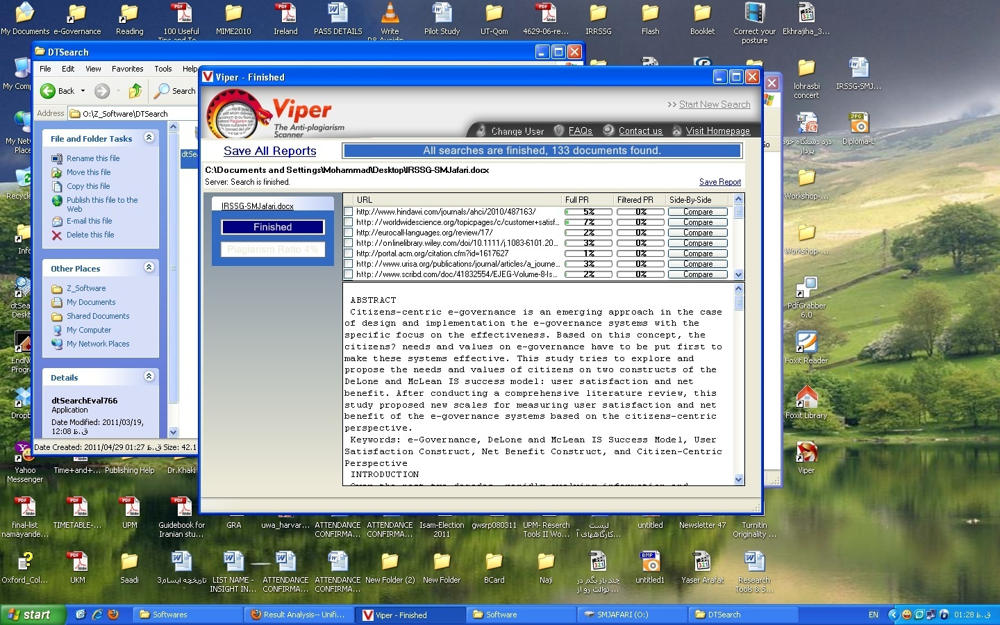 My Documents
e-Governance
Reading
100 Useful
MIME2010
Ireland
PASS DETAILS
Write
Pilot Study
UT-Qom
4629-06-re...
IRRSSG
Flash
Booklet
Correct your
posture
Ekhrajiha_3...
DTSearch
File Edit View Favorites Tools Help
Back
Search
Address O:\Z_Software\DTSearch
File and Folder Tasks
Rename this file
Move this file
Copy this file
Publish this file to the
Web
E-mail this file
Delete this file
Other Places
Z_Software
My Documents
Shared Documents
My Computer
My Network Places
Details
dtSearchEval766
Application
Date Modified: 2011/03/19,
12:08 ق.ظ
Date Created: 2011/04/29 01:27 ق.ظ Size: 42.1
Viper - Finished
Viper
The Anti-plagiarism
Scanner
>> Start New Search
Change User FAQs Contact us Visit Homepage
Save All Reports
All searches are finished, 133 documents found.
C:\Documents and Settings\Mohammad\Desktop\IRSSG-SMJafari.docx
Server: Search is finished.
Save Report
IRSSG-SMJafari.docx
Finished
Plagiarism Ratio 4%
URL Full PR Filtered PR Side-By-Side
http://www.hindawi.com/journals/ahci/2010/487163/ 5% 0% Compare
http://worldwidescience.org/topicpages/c/customer+satisf... 7% 0% Compare
http://eurocall-languages.org/review/17/ 2% 0% Compare
http://onlinelibrary.wiley.com/doi/10.1111/j.1083-6101.20... 3% 0% Compare
http://portal.acm.org/citation.cfm?id=1617627 1% 0% Compare
http://www.urisa.org/publications/journal/articles/a_journe... 3% 0% Compare
http://www.scribd.com/doc/41832554/EJEG-Volume-8-Is... 2% 0% Compare
ABSTRACT
Citizens-centric e-governance is an emerging approach in the case
of design and implementation the e-governance systems with the
specific focus on the effectiveness. Based on this concept, the
citizens? needs and values on e-governance have to be put first to
make these systems effective. This study tries to explore and
propose the needs and values of citizens on two constructs of the
DeLone and McLean IS success model: user satisfaction and net
benefit. After conducting a comprehensive literature review, this
study proposed new scales for measuring user satisfaction and net
benefit of the e-governance systems based on the citizens-centric
perspective.
Keywords: e-Governance, DeLone and McLean IS Success Model, User
Satisfaction Construct, Net Benefit Construct, and Citizen-Centric
Perspective
INTRODUCTION
lohrasbi
concert
IRSSG-SMJ...
دزد دستگاه خود
پرداز
Diploma-L
Workshop-...
Workshop-...
PdfGrabber
6.0
Foxit Reader
Foxit Library
Viper
Yahoo
Messenger
Time+and+...
Publishing Help
Dr.Khaki
final-list
namayande...
TIMETABLE-...
UPM
Guidebook for
Iranian stu...
GRA
uwa_harvar...
ATTENDANCE
CONFIRMA...
ATTENDANCE
CONFIRMA...
Isam-Election
2011
gwsrp080311
UPM- Reserch
Tools II Wo...
لیست
کارگاههای آ...
untitled
Newsletter 47
Turnitin
Originality ...
Oxford_Col...
UKM
Saadi
تاریخچه ایسام3
LIST NAME -
INSIGHT IN...
ATTENDANCE
CONFIRMA...
ATTENDANCE
CONFIRMA...
New Folder (2)
New Folder
BCard
Naji
چند بار بگم در
توالت رو از...
untitled1
Yaser Arafat
Research
Tools & S...
start
Softwares
Result Analysis-- Unifi...
Viper - Finished
Software
SMJAFARI (O:)
DTSearch
EN
01:28 ق.ظ